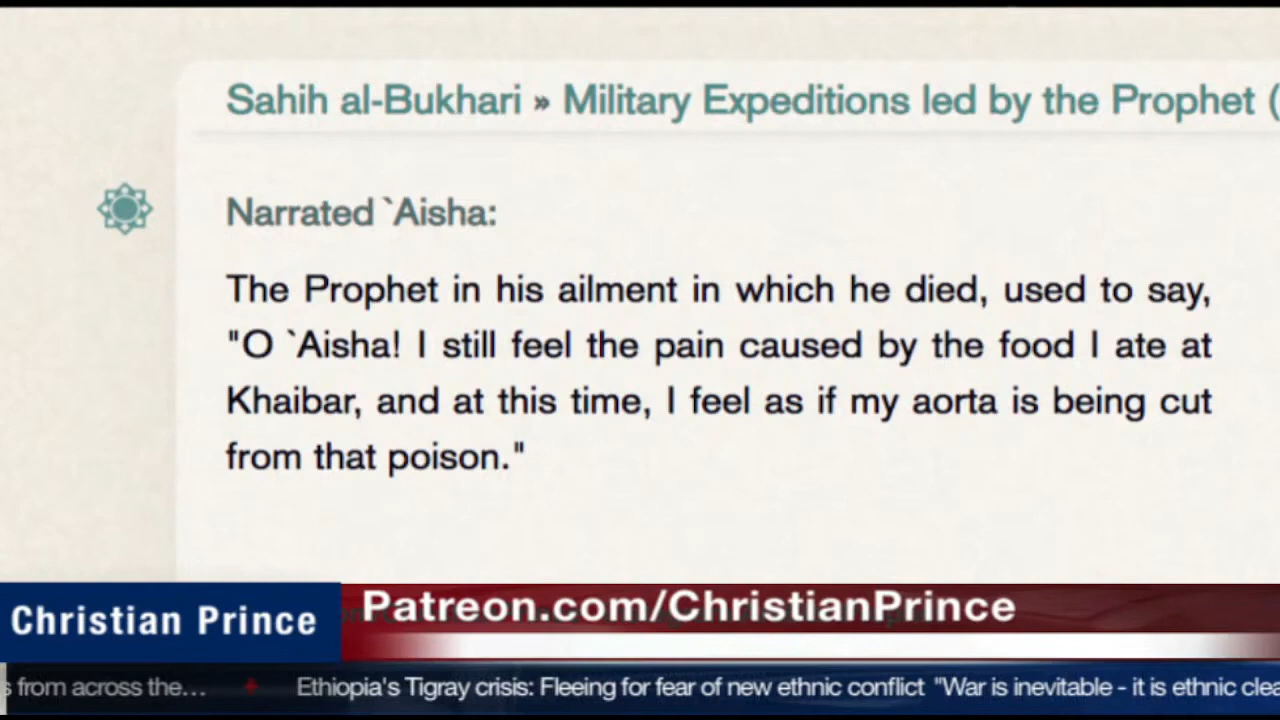 Sahih al-Bukhari » Military Expeditions led by the Prophet (
Narrated `Aisha:
The Prophet in his ailment in which he died, used to say,
"O `Aisha! I still feel the pain caused by the food I ate at
Khaibar, and at this time, I feel as if my aorta is being cut
from that poison."
Christian Prince
Patreon.com/ChristianPrince
s from across the... Ethiopia's Tigray crisis: Fleeing for fear of new ethnic conflict "War is inevitable - it is ethnic clea